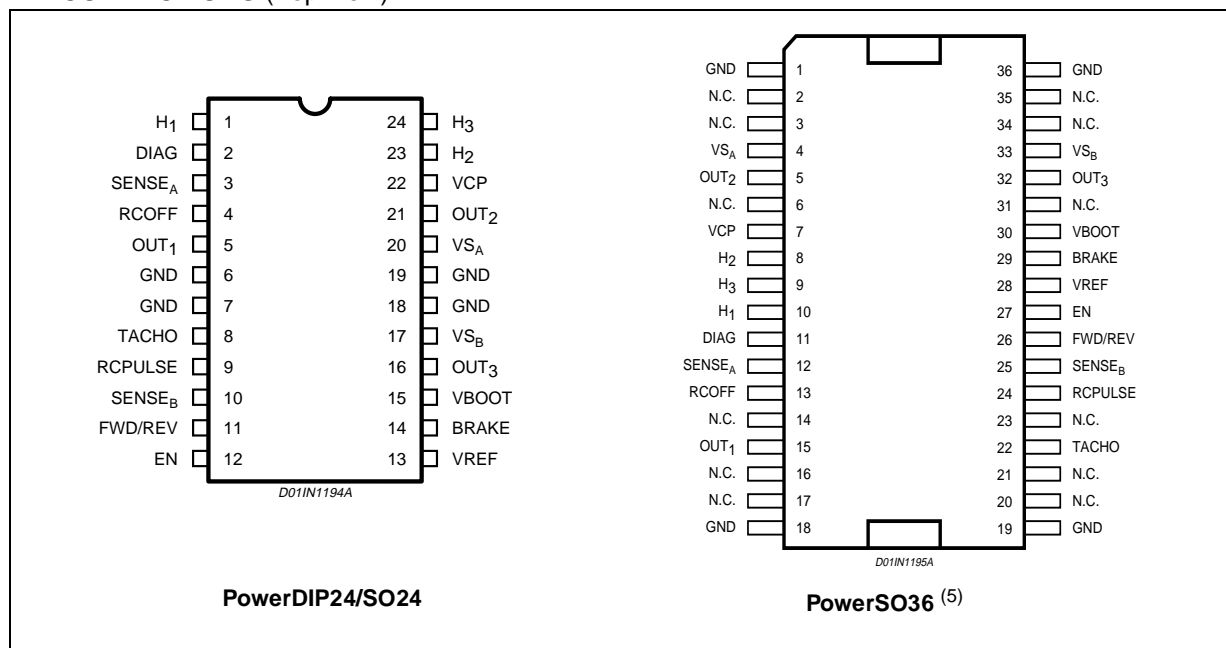 H1 1 24 H3
DIAG 2 23 H2
SENSEA 3 22 VCP
RCOFF 4 21 OUT2
OUT1 5 20 VSA
GND 6 19 GND
GND 7 18 GND
TACHO 8 17 VSB
RCPULSE 9 16 OUT3
SENSEB 10 15 VBOOT
FWD/REV 11 14 BRAKE
EN 12 13 VREF
D01IN1194A
PowerDIP24/SO24
GND 1 36 GND
N.C. 2 35 N.C.
N.C. 3 34 N.C.
VSA 4 33 VSB
OUT2 5 32 OUT3
N.C. 6 31 N.C.
VCP 7 30 VBOOT
H2 8 29 BRAKE
H3 9 28 VREF
H1 10 27 EN
DIAG 11 26 FWD/REV
SENSEA 12 25 SENSEB
RCOFF 13 24 RCPULSE
N.C. 14 23 N.C.
OUT1 15 22 TACHO
N.C. 16 21 N.C.
N.C. 17 20 N.C.
GND 18 19 GND
D01IN1195A
PowerSO36 (5)